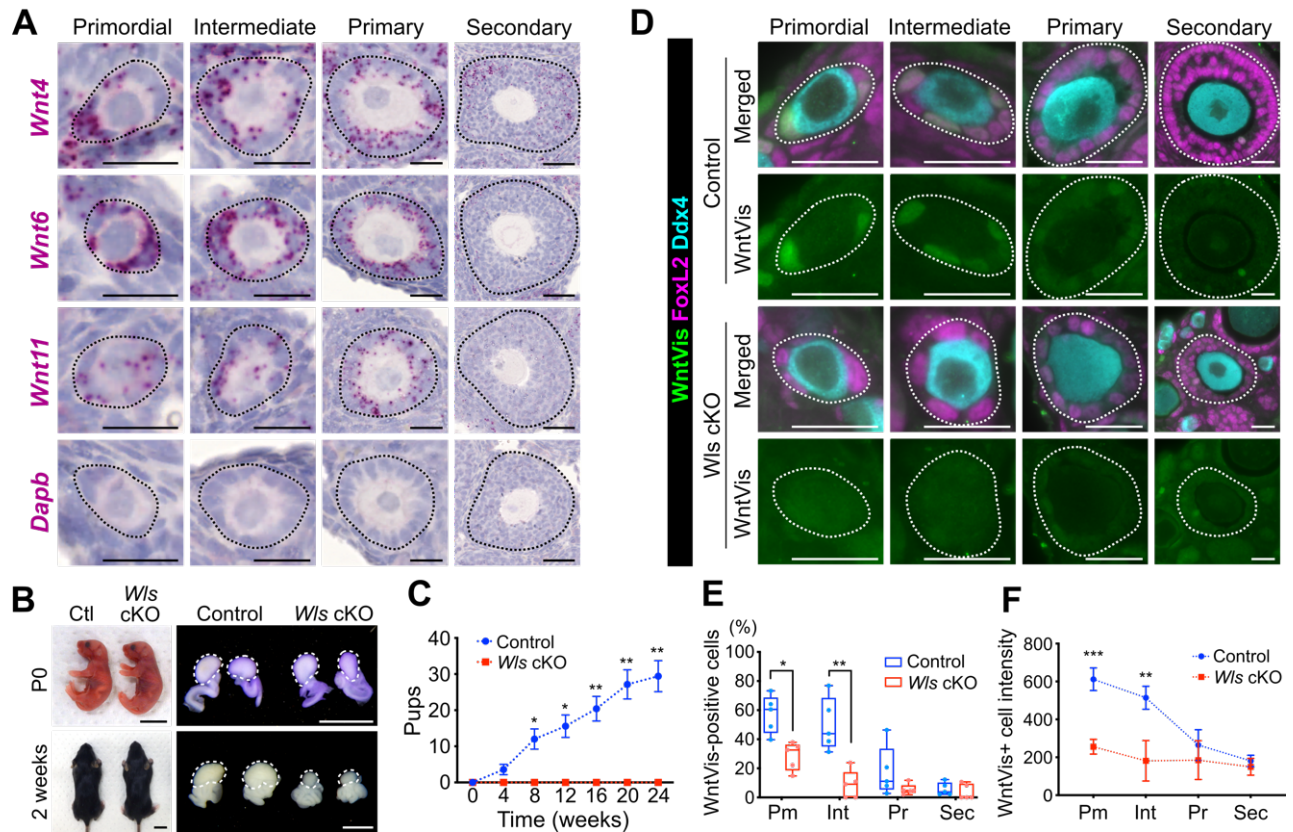 A
Primordial Intermediate Primary Secondary
Wnt4
Wnt6
Wnt11
Dapb
B
Ctl Wls cKO Control Wls cKO
P0
2 weeks
C
Control
Wls cKO
Pups
40
30
20
10
0
* * ** ** **
0 4 8 12 16 20 24
Time (weeks)
D
Primordial Intermediate Primary Secondary
WntVis FoxL2 Ddx4
Control
Merged
WntVis
Wls cKO
Merged
WntVis
E
(%)
WntVis-positive cells
100
80
60
40
20
0
* **
Control
Wls cKO
Pm Int Pr Sec
F
WntVis+ cell intensity
800
600
400
200
0
*** **
Control
Wls cKO
Pm Int Pr Sec